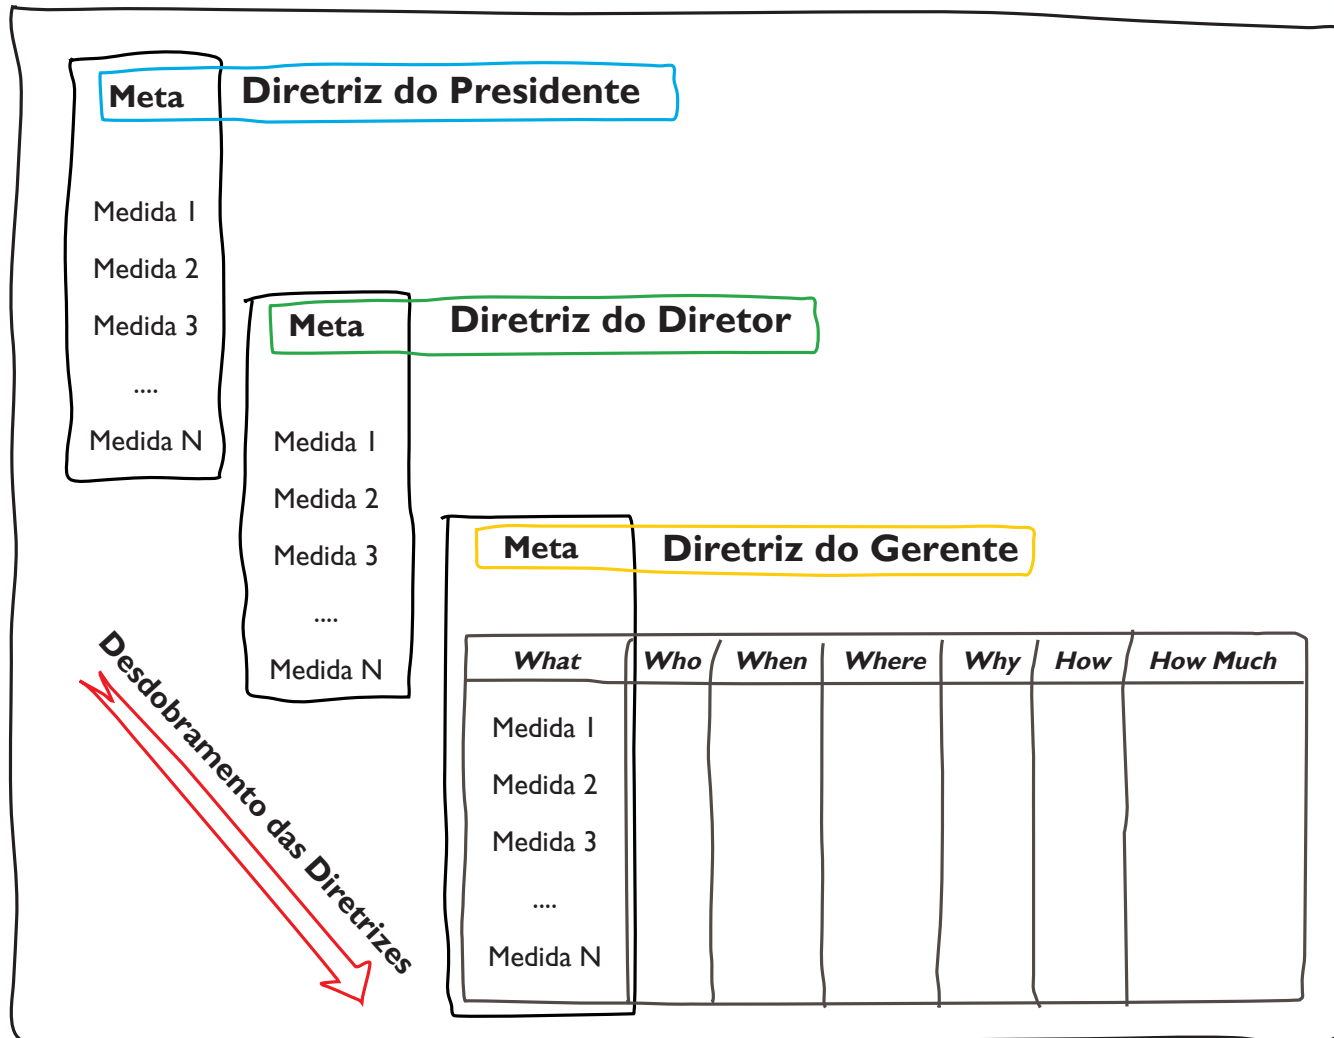 Meta Diretriz do Presidente
Medida 1
Medida 2
Medida 3
....
Medida N
Meta Diretriz do Diretor
Medida 1
Medida 2
Medida 3
....
Medida N
Meta Diretriz do Gerente
What Who When Where Why How How Much
Medida 1
Medida 2
Medida 3
....
Medida N
Desdobramento das Diretrizes